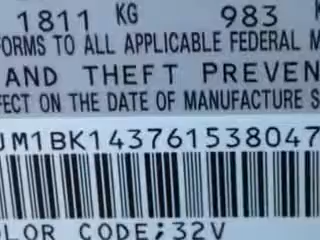 1811 KG 983 K
FORMS TO ALL APPLICABLE FEDERAL M
AND THEFT PREVEN
FECT ON THE DATE OF MANUFACTURE S
JM1BK143761538047
COLOR CODE;32V